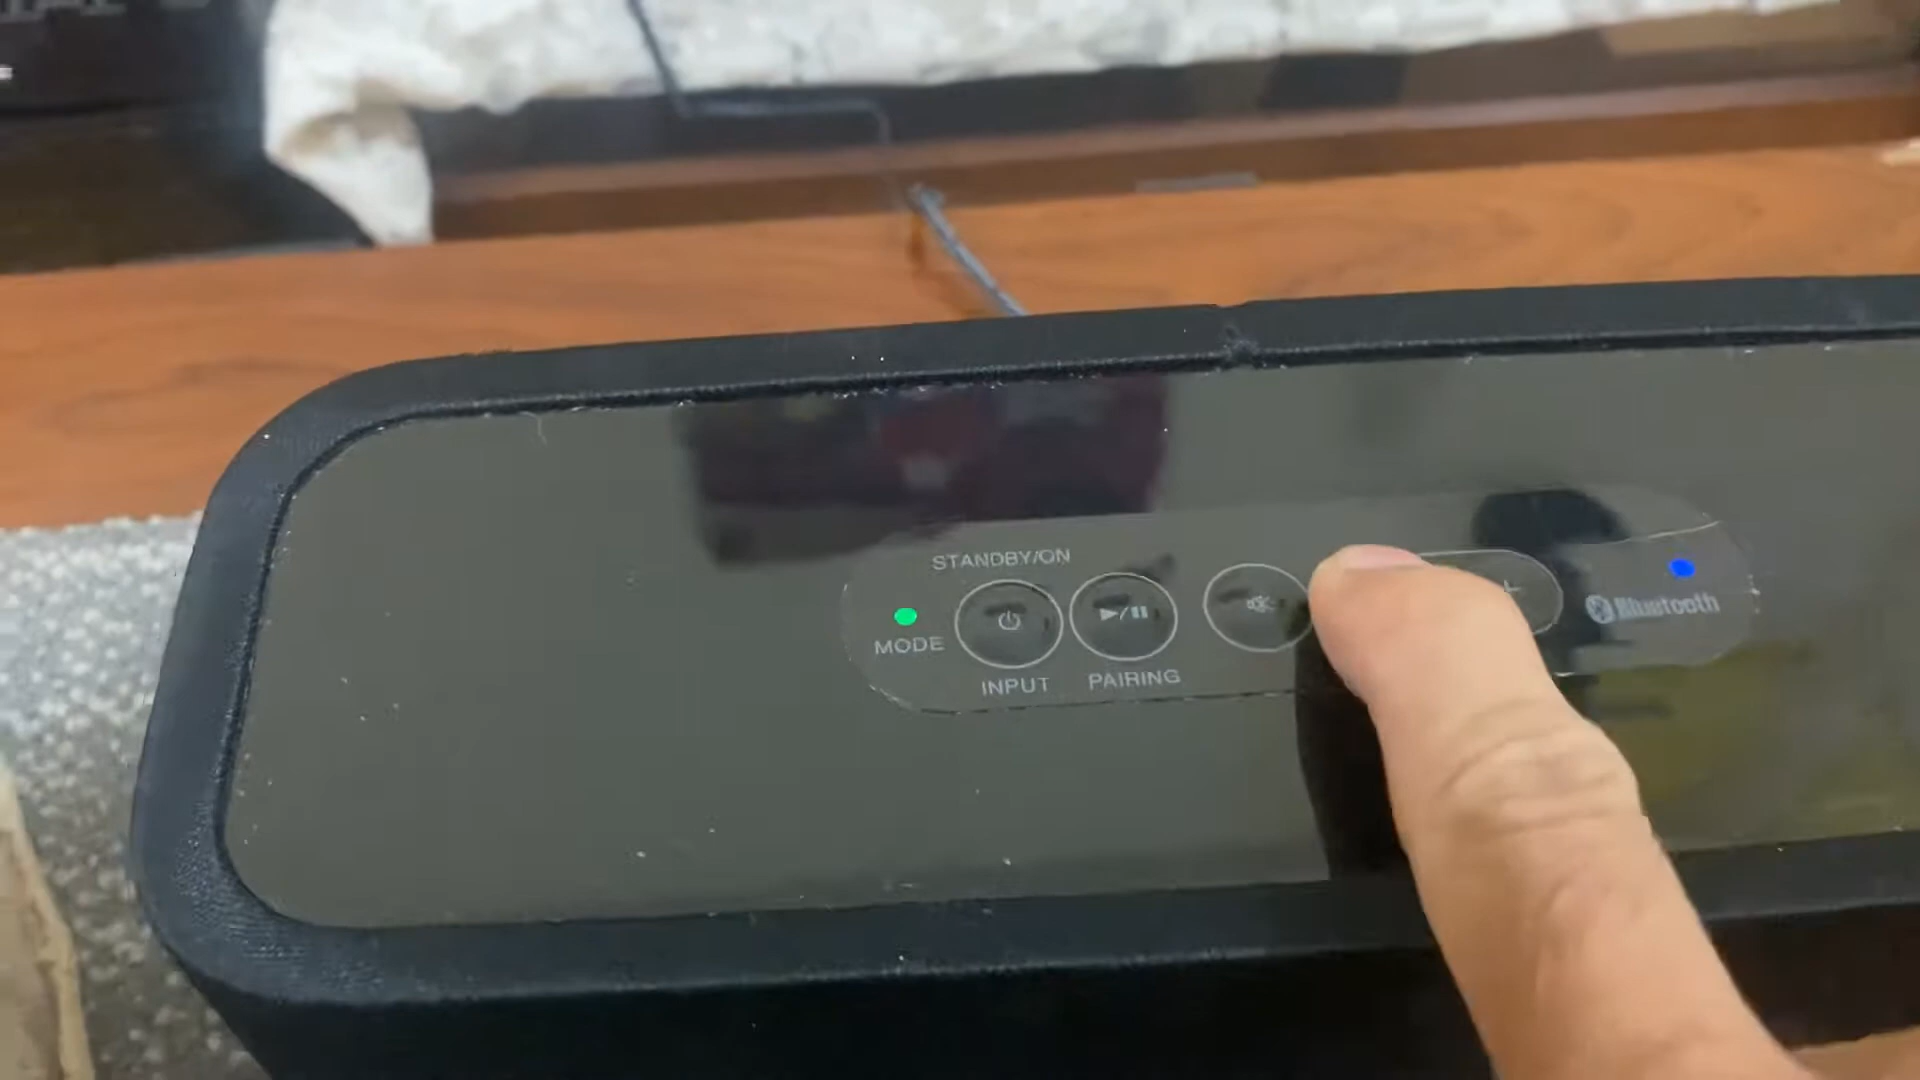 STANDBY/ON
MODE
INPUT
PAIRING
+
Bluetooth